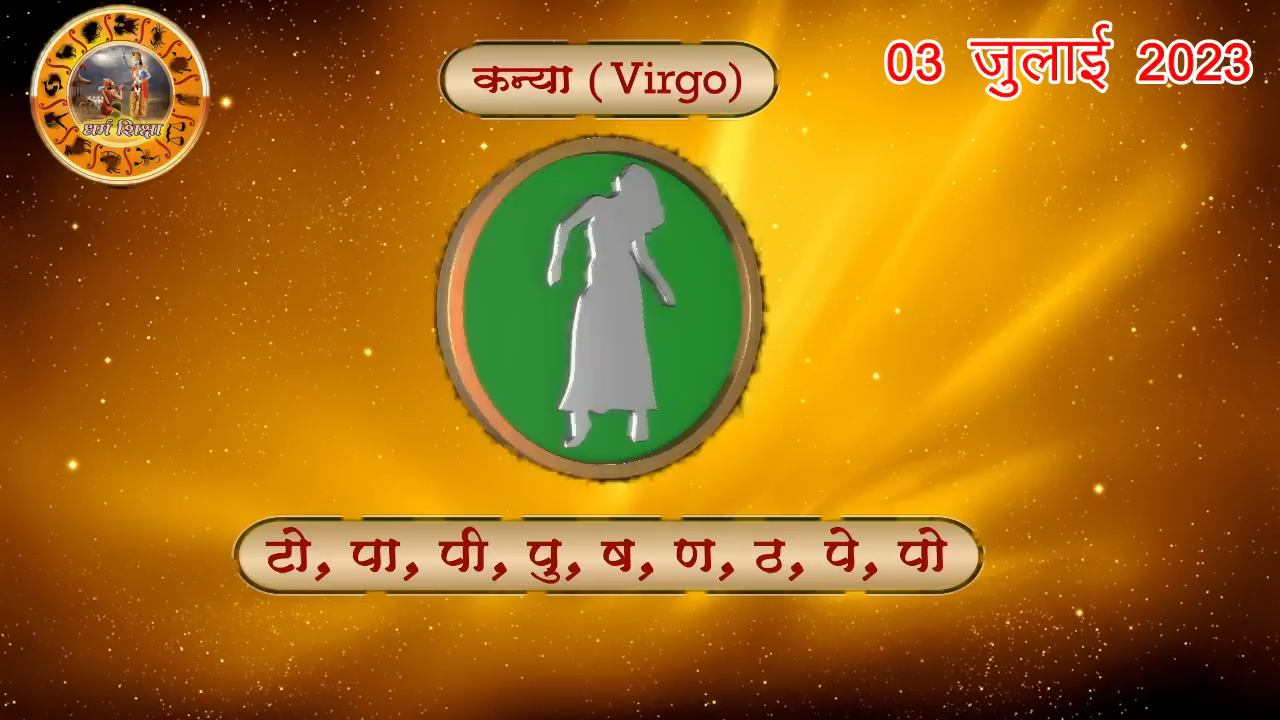 धर्म शिक्षा
कन्या (Virgo)
03 जुलाई 2023
टो, पा, पी, पु, ष, ण, ठ, पे, पो